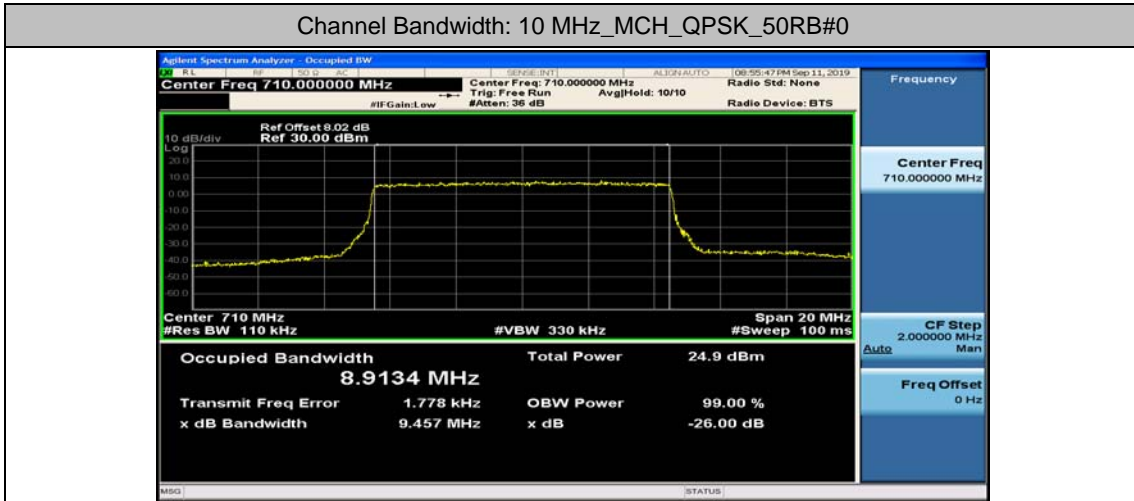 Channel Bandwidth: 10 MHz_MCH_QPSK_50RB#0
Agilent Spectrum Analyzer - Occupied BW
RL RF 50 Ω AC SENSE:INT ALIGN AUTO 08:55:47 PM Sep 11, 2019
Center Freq 710.000000 MHz Center Freq: 710.000000 MHz Radio Std: None
Trig: Free Run Avg|Hold: 10/10
#IFGain:Low #Atten: 36 dB Radio Device: BTS
Frequency
Ref Offset 8.02 dB
10 dB/div Ref 30.00 dBm
Log
20.0
10.0
0.00
-10.0
-20.0
-30.0
-40.0
-50.0
-60.0
Center Freq
710.000000 MHz
Center 710 MHz Span 20 MHz
#Res BW 110 kHz #VBW 330 kHz #Sweep 100 ms
CF Step
2.000000 MHz
Auto Man
Occupied Bandwidth Total Power 24.9 dBm
8.9134 MHz
Freq Offset
0 Hz
Transmit Freq Error 1.778 kHz OBW Power 99.00 %
x dB Bandwidth 9.457 MHz x dB -26.00 dB
MSG STATUS